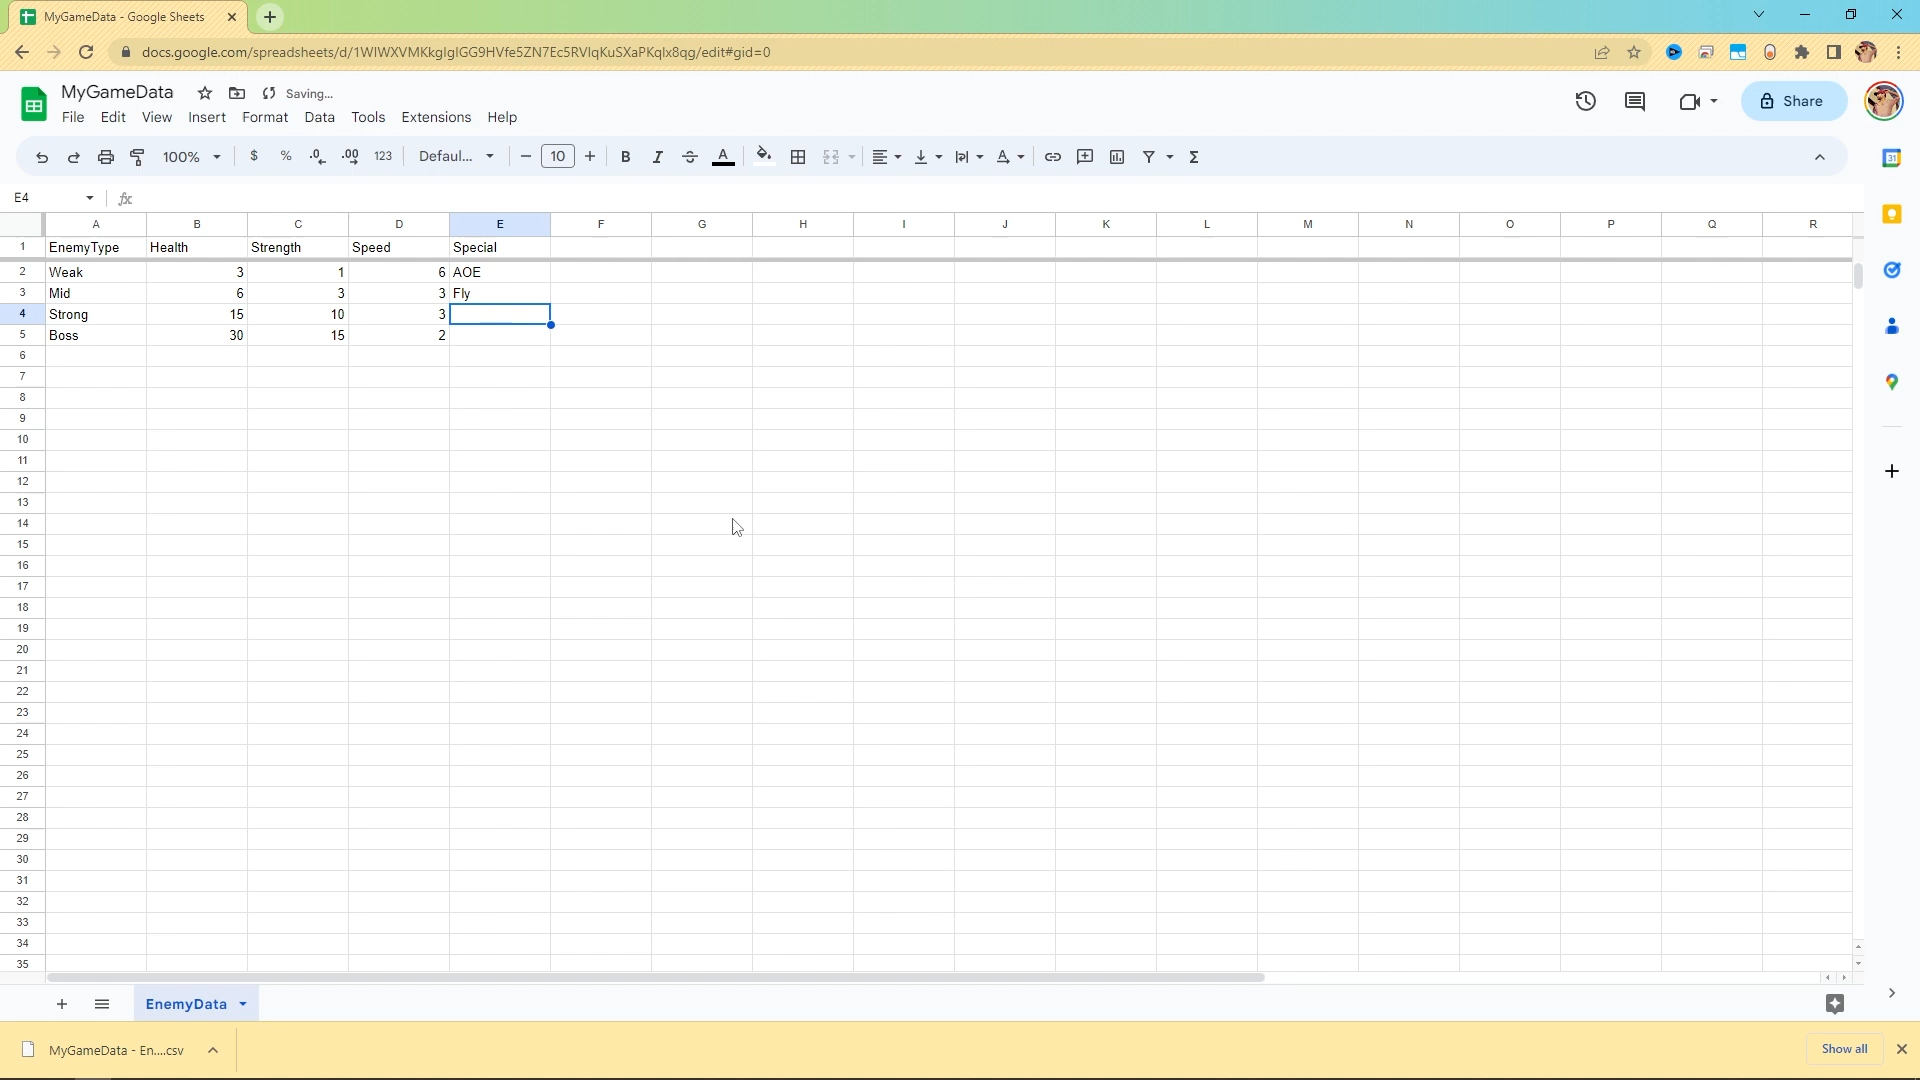 MyGameData - Google Sheets
docs.google.com/spreadsheets/d/1WIWXVMKkgIgIGG9HVfe5ZN7Ec5RVIqKuSXaPKqIx8qg/edit#gid=0
MyGameData Saving...
File Edit View Insert Format Data Tools Extensions Help
Share
100% $ % .0 .00 123 Defaul... 10 B I A
31
E4 fx
A B C D E F G H I J K L M N O P Q R
1 EnemyType Health Strength Speed Special
2 Weak 3 1 6 AOE
3 Mid 6 3 3 Fly
4 Strong 15 10 3
5 Boss 30 15 2
6
7
8
9
10
11
12
13
14
15
16
17
18
19
20
21
22
23
24
25
26
27
28
29
30
31
32
33
34
35
EnemyData
MyGameData - En....csv
Show all